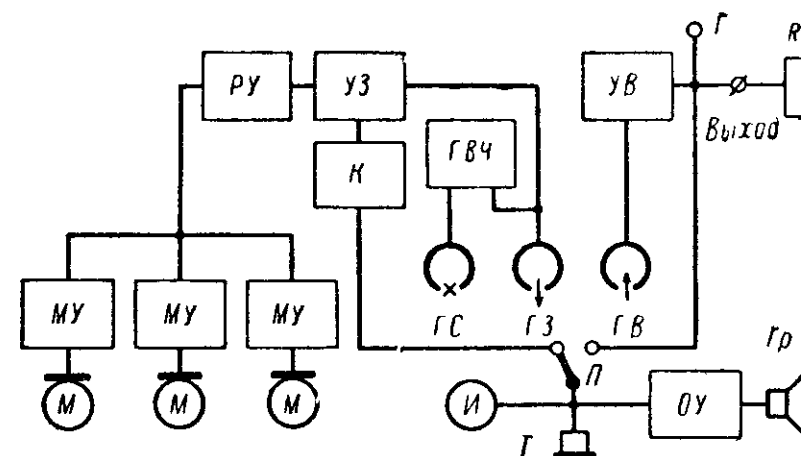 Г
R
РУ
УЗ
УВ
Выход
К
ГВЧ
МУ
МУ
МУ
ГС
ГЗ
ГВ
П
Гр
М
М
М
И
ОУ
Т